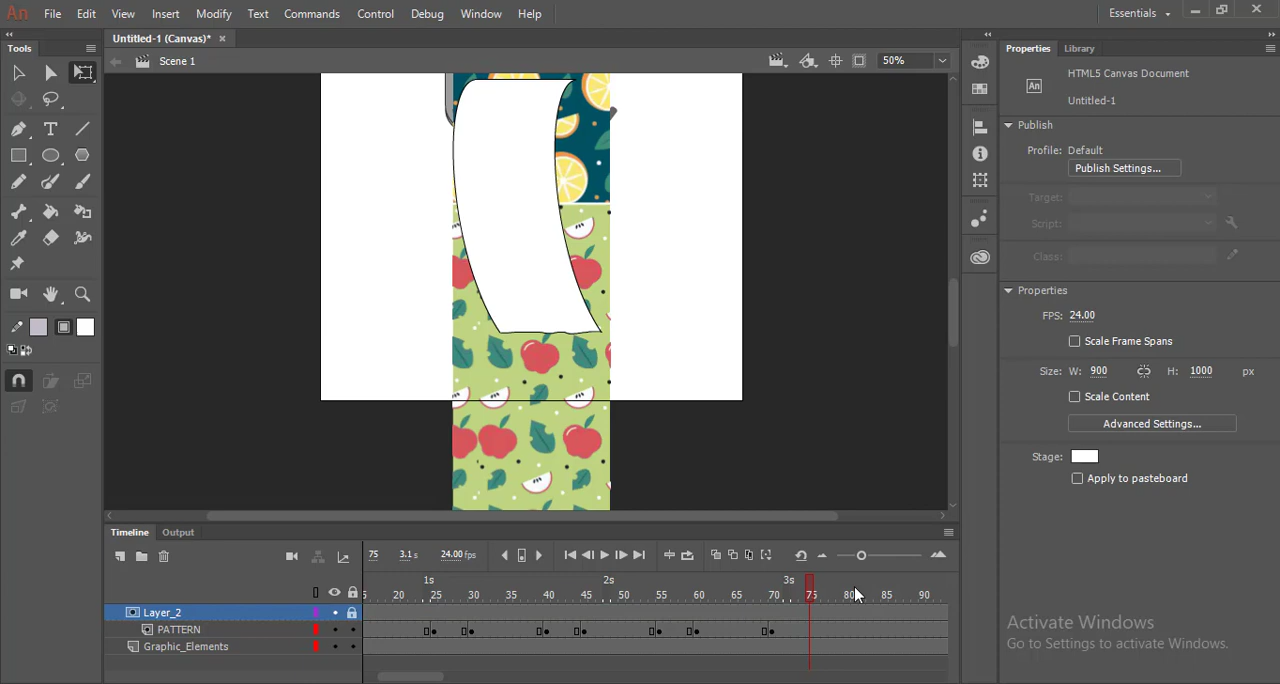 An File Edit View Insert Modify Text Commands Control Debug Window Help Essentials
Tools
Untitled-1 (Canvas)* ×
Scene 1
50%
Properties Library
An HTML5 Canvas Document
Untitled-1
Publish
Profile: Default
Publish Settings...
Target:
Script:
Class:
Properties
FPS: 24.00
Scale Frame Spans
Size: W: 900 H: 1000 px
Scale Content
Advanced Settings...
Stage:
Apply to pasteboard
Timeline Output
75 3.1s 24.00 fps
1s 2s 3s
5 25 30 35 40 45 50 55 60 65 70 75 80 85 90
Layer_2
PATTERN
Graphic_Elements
Activate Windows
Go to Settings to activate Windows.